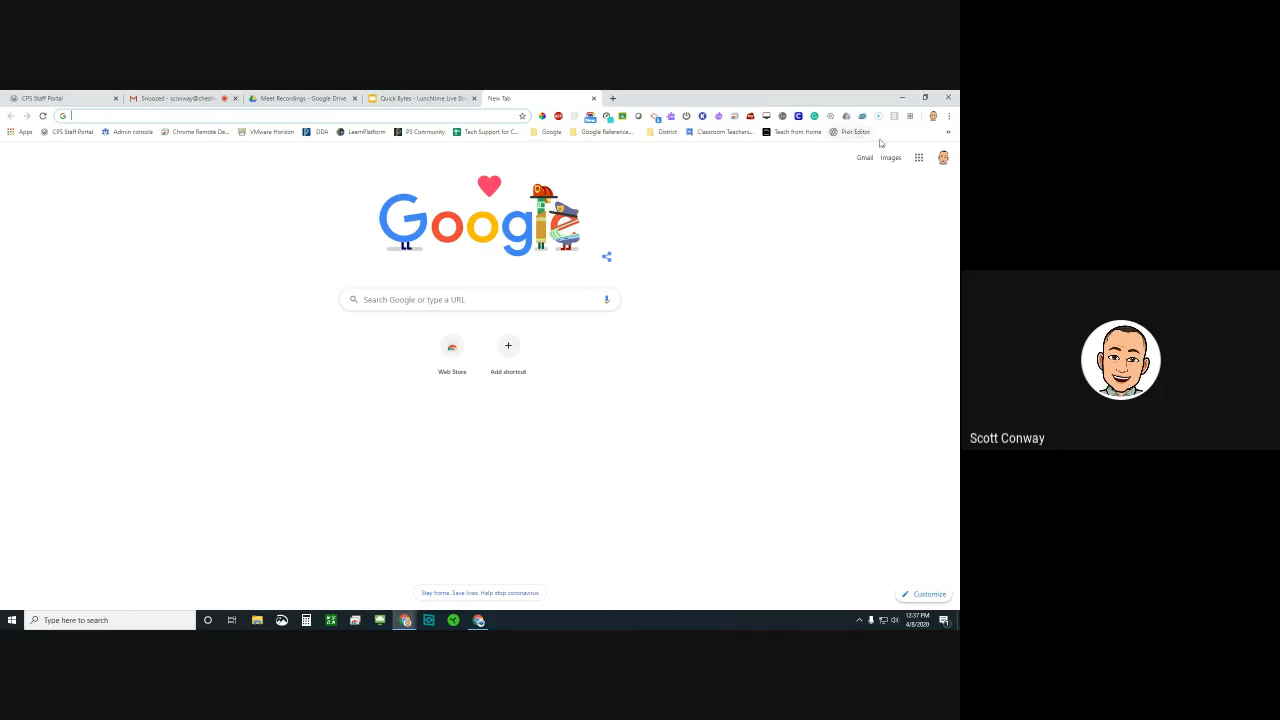 CPS Staff Portal
Snoozed - sconway@chesh
Meet Recordings - Google Drive
Quick Bytes - Lunchtime Live St
New Tab
Apps
CPS Staff Portal
Admin console
Chrome Remote De...
VMware Horizon
DDA
LearnPlatform
PS Community
Tech Support for C...
Google
Google Reference...
District
Classroom Teachers...
Teach from Home
Pixlr Editor
»
Gmail
Images
Google
Search Google or type a URL
Web Store
Add shortcut
Stay home. Save lives. Help stop coronavirus
Customize
Type here to search
12:37 PM
4/8/2020
Scott Conway